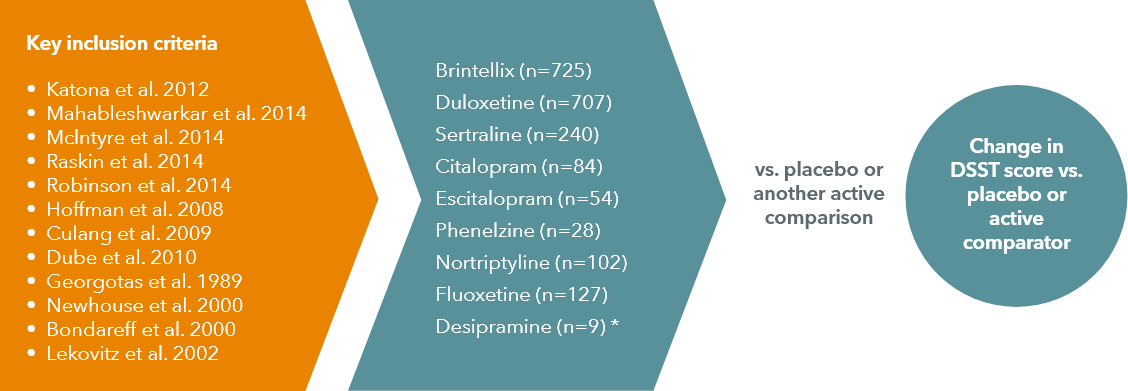 Key inclusion criteria
• Katona et al. 2012
• Mahableshwarkar et al. 2014
• McIntyre et al. 2014
• Raskin et al. 2014
• Robinson et al. 2014
• Hoffman et al. 2008
• Culang et al. 2009
• Dube et al. 2010
• Georgotas et al. 1989
• Newhouse et al. 2000
• Bondareff et al. 2000
• Lekovitz et al. 2002
Brintellix (n=725)
Duloxetine (n=707)
Sertraline (n=240)
Citalopram (n=84)
Escitalopram (n=54)
Phenelzine (n=28)
Nortriptyline (n=102)
Fluoxetine (n=127)
Desipramine (n=9) *
vs. placebo or
another active
comparison
Change in
DSST score vs.
placebo or
active
comparator